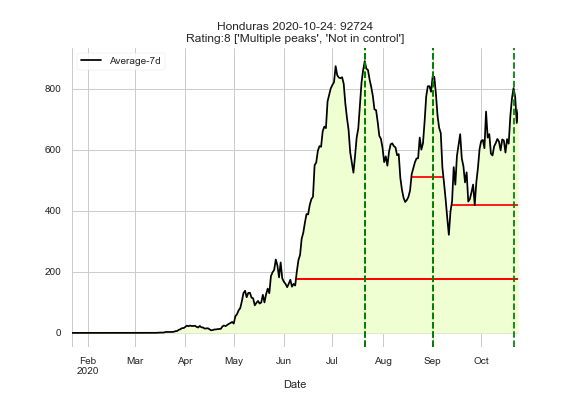 Honduras 2020-10-24: 92724
Rating:8 ['Multiple peaks', 'Not in control']
Average-7d
800
600
400
200
0
Feb Mar Apr May Jun Jul Aug Sep Oct
2020
Date